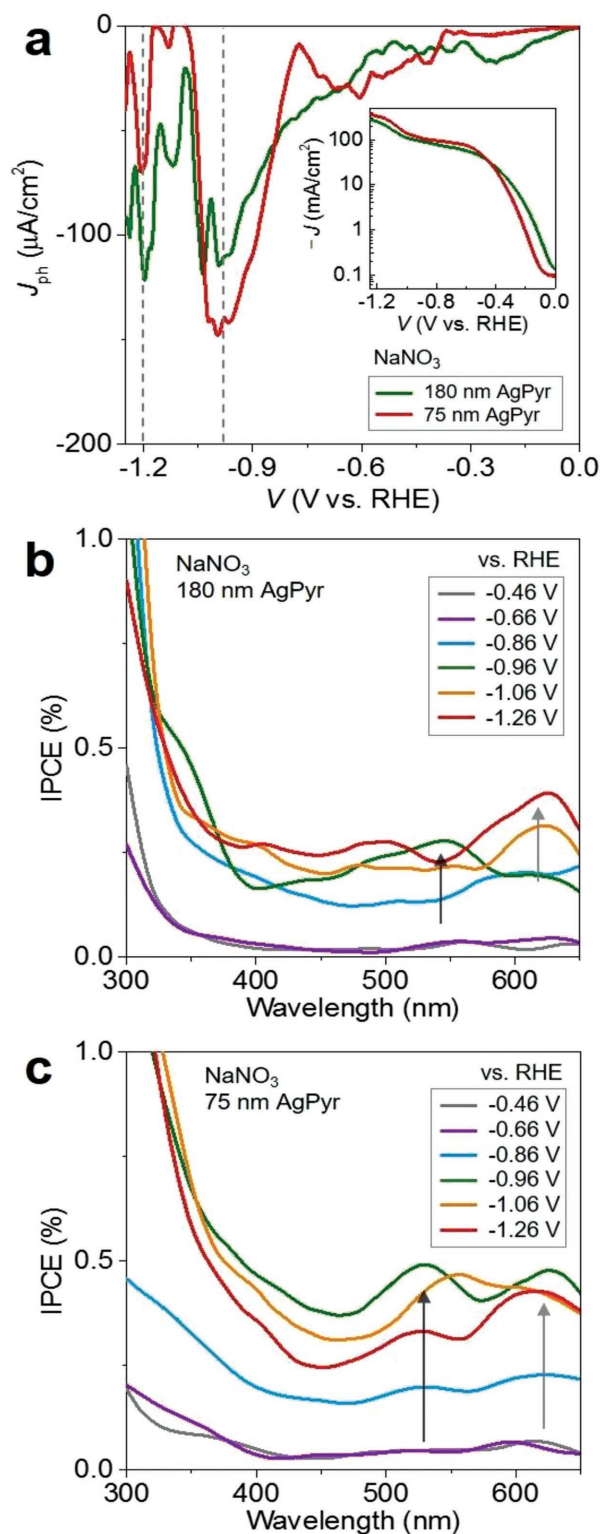 a
0
-100
-200
J_ph (μA/cm²)
-1.2
-0.9
-0.6
-0.3
0.0
V (V vs. RHE)
100
10
1
0.1
−J (mA/cm²)
-1.2
-0.8
-0.4
0.0
V (V vs. RHE)
NaNO₃
180 nm AgPyr
75 nm AgPyr
b
1.0
0.5
0.0
IPCE (%)
NaNO₃
180 nm AgPyr
vs. RHE
-0.46 V
-0.66 V
-0.86 V
-0.96 V
-1.06 V
-1.26 V
300
400
500
600
Wavelength (nm)
c
1.0
0.5
0.0
IPCE (%)
NaNO₃
75 nm AgPyr
vs. RHE
-0.46 V
-0.66 V
-0.86 V
-0.96 V
-1.06 V
-1.26 V
300
400
500
600
Wavelength (nm)